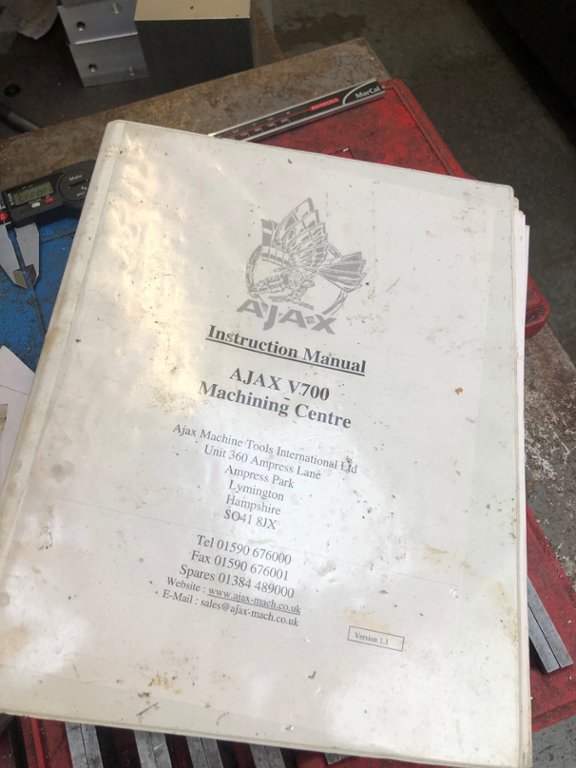 MarCal
AJAX
Instruction Manual
AJAX V700
-
Machining Centre
Ajax Machine Tools International Ltd
Unit 360 Ampress Lane
Ampress Park
Lymington
Hampshire
SO41 8JX
Tel 01590 676000
Fax 01590 676001
Spares 01384 489000
Website : www.ajax-mach.co.uk
E-Mail : sales@ajax-mach.co.uk
Version 1.1